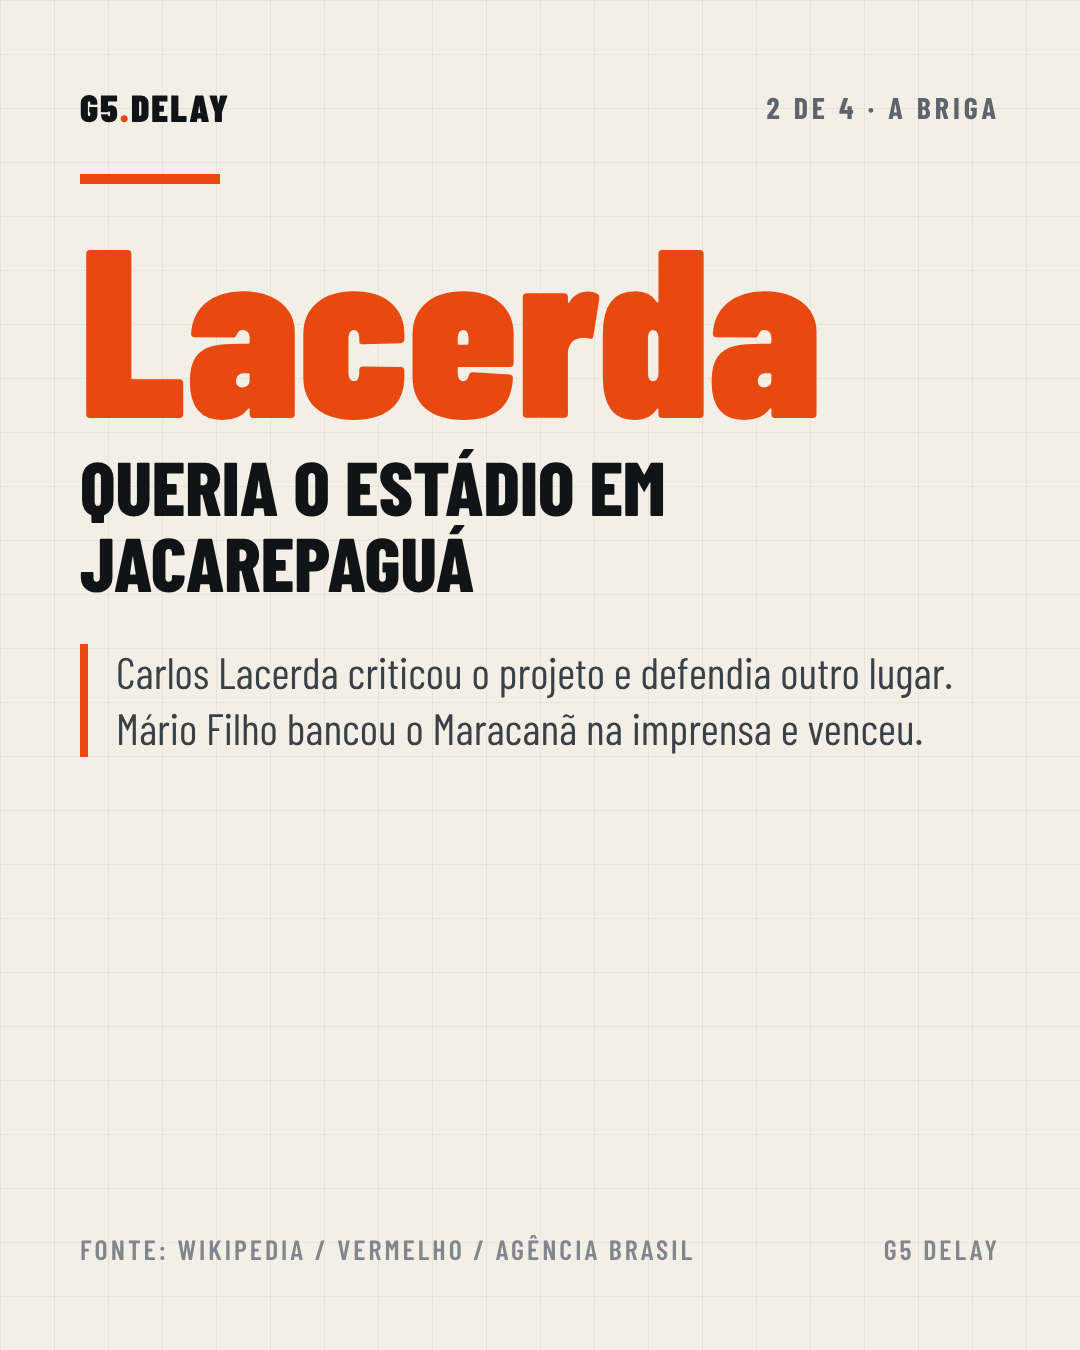 G5.DELAY
2 DE 4 · A BRIGA
Lacerda
QUERIA O ESTÁDIO EM
JACAREPAGUÁ
Carlos Lacerda criticou o projeto e defendia outro lugar.
Mário Filho bancou o Maracanã na imprensa e venceu.
FONTE: WIKIPEDIA / VERMELHO / AGÊNCIA BRASIL
G5 DELAY